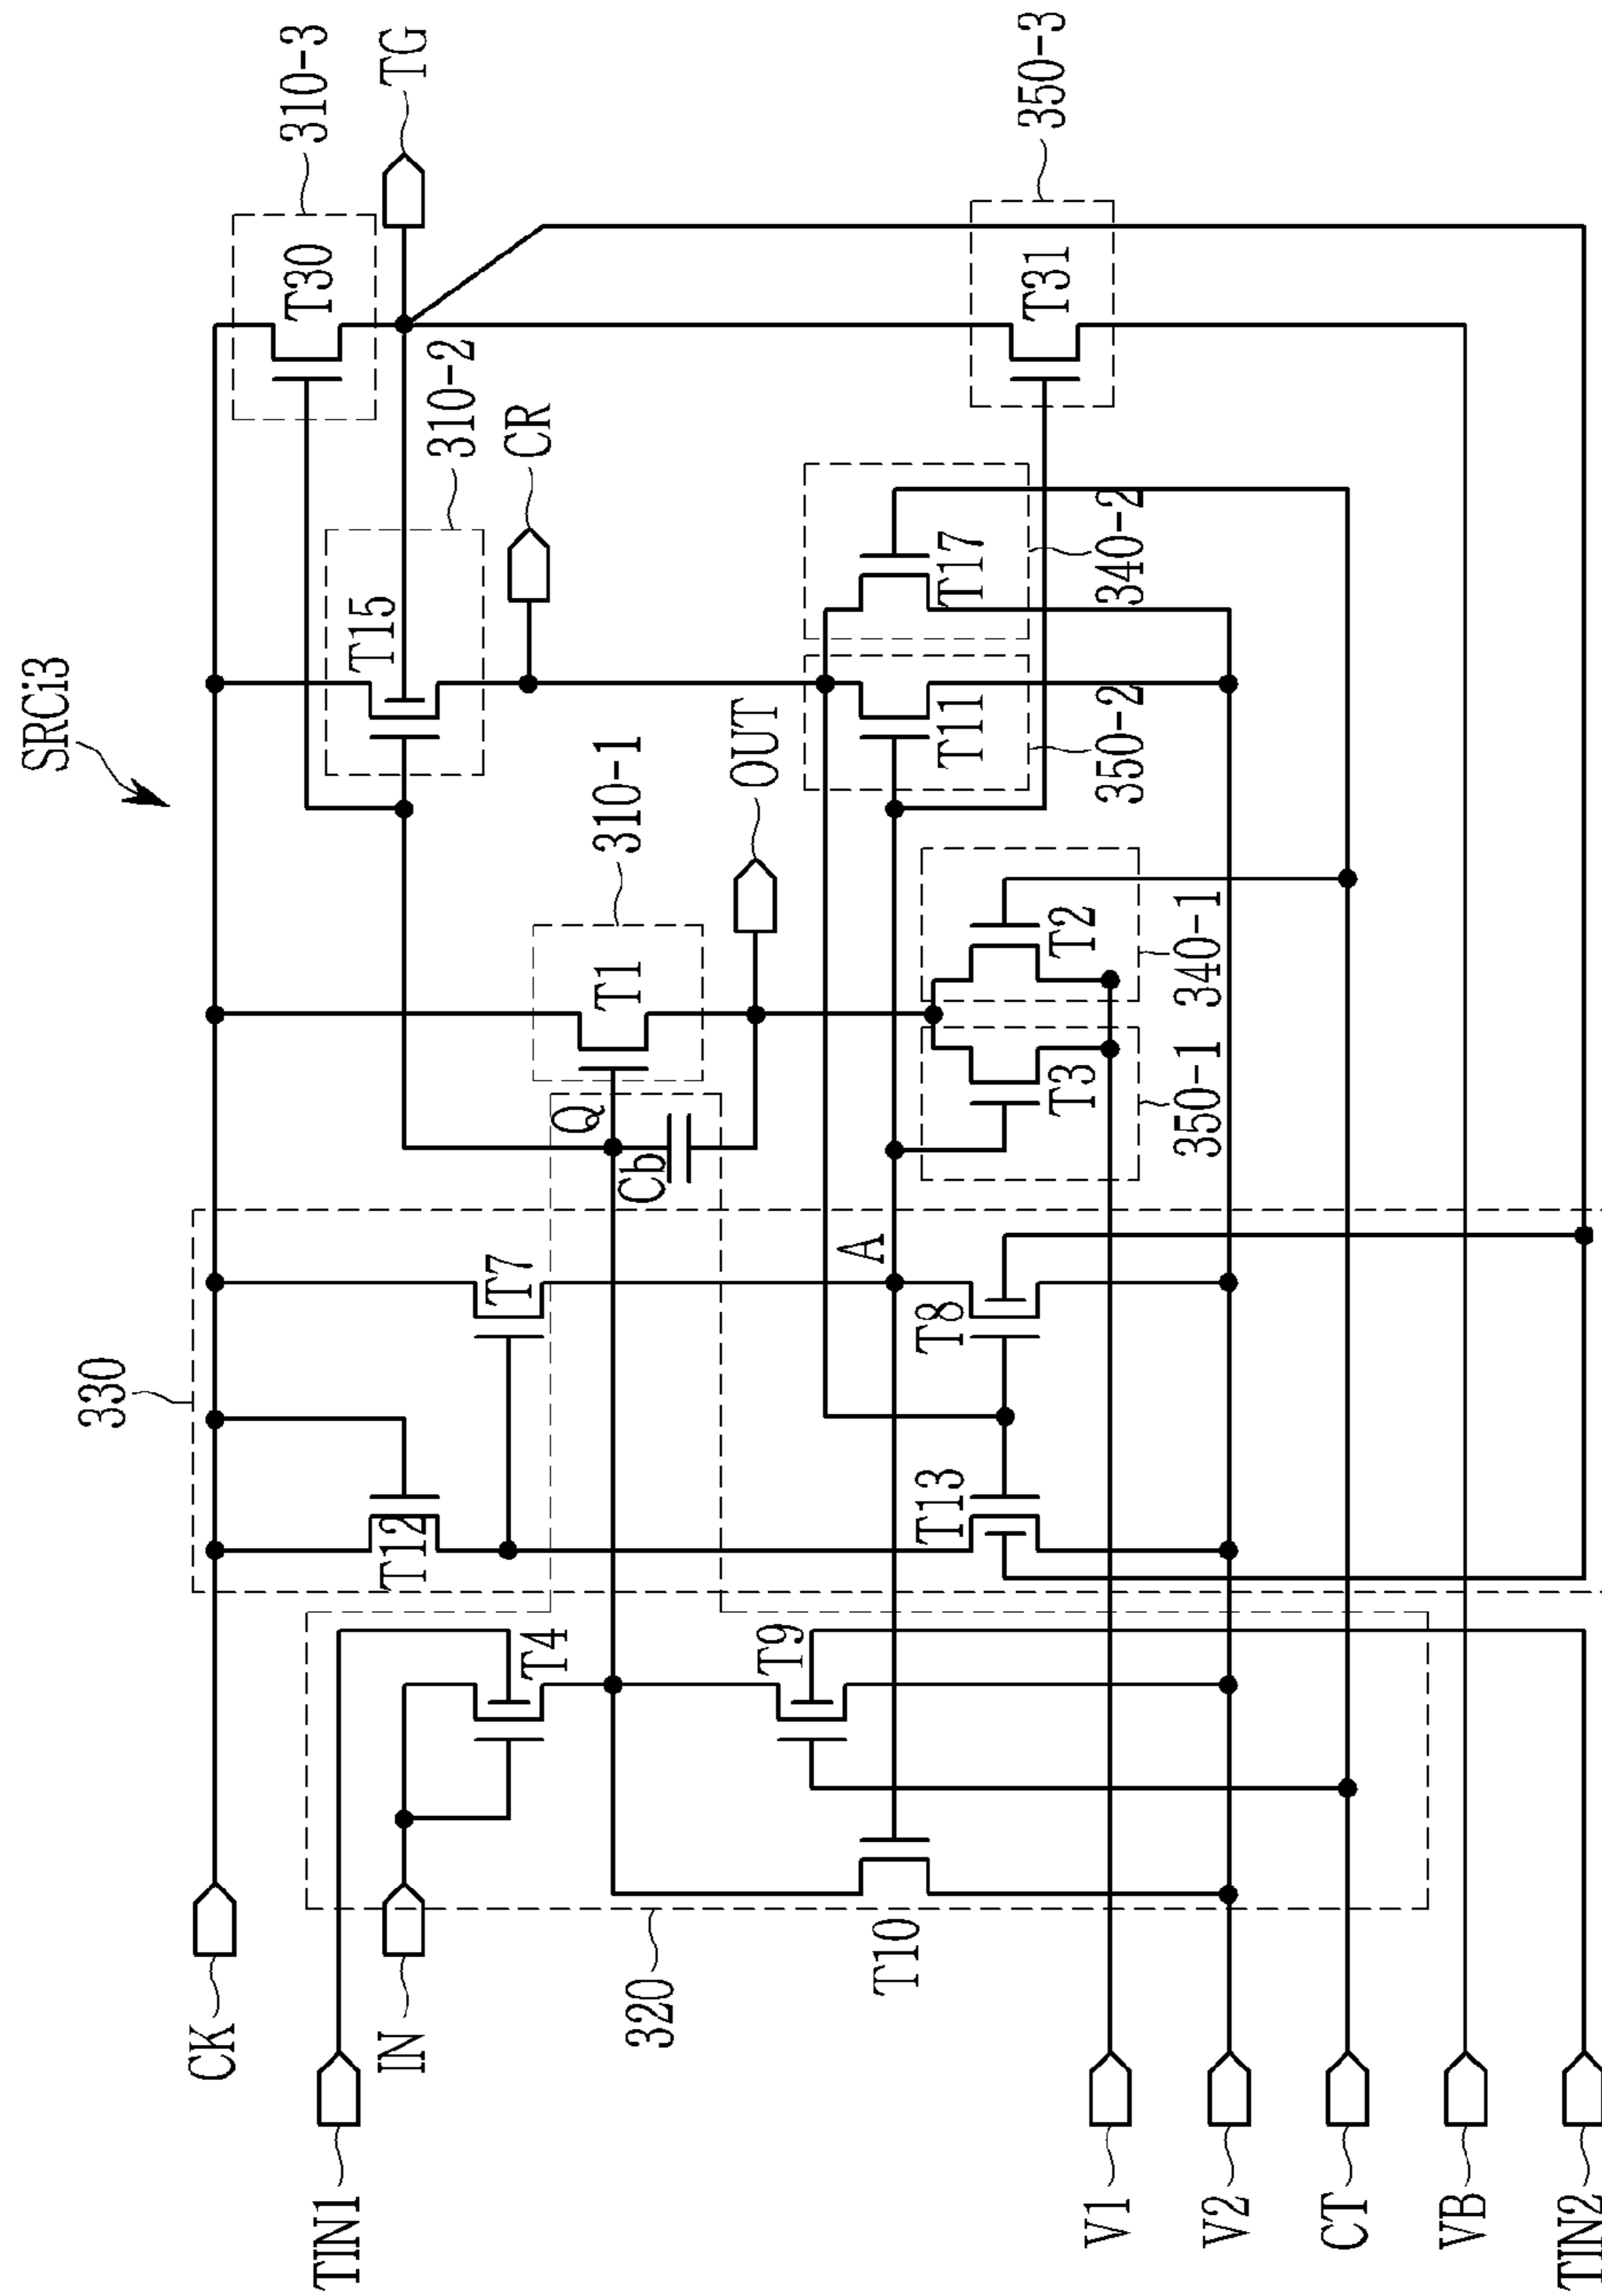 SRCi3
310-3
TG
T30
310-2
CR
T15
310-1
OUT
T1
Q
Cb
350-3
T31
T17
340-2
T11
350-2
T2
340-1
T3
350-1
330
T7
A
T8
T12
T13
T4
T9
T10
320
CK
IN
TIN1
V1
V2
CT
VB
TIN2